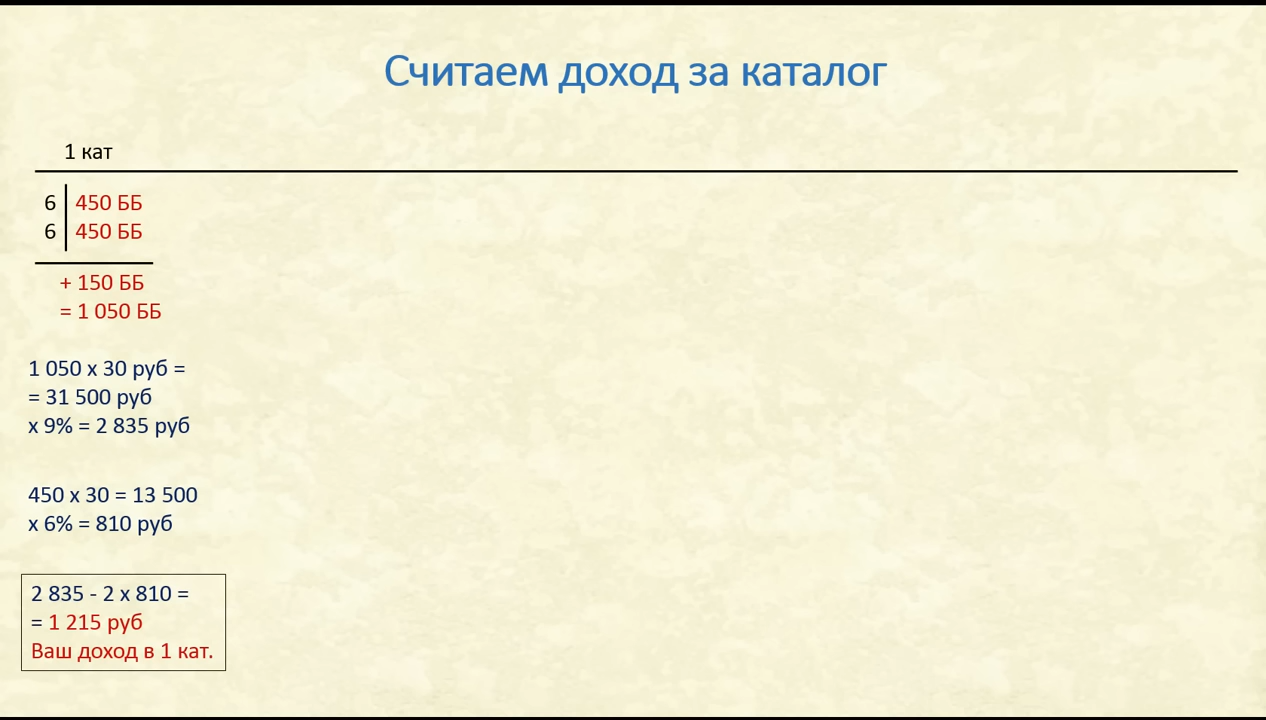 Считаем доход за каталог
1 кат
6 450 ББ
6 450 ББ
+ 150 ББ
= 1 050 ББ
1 050 х 30 руб =
= 31 500 руб
х 9% = 2 835 руб
450 х 30 = 13 500
х 6% = 810 руб
2 835 - 2 х 810 =
= 1 215 руб
Ваш доход в 1 кат.